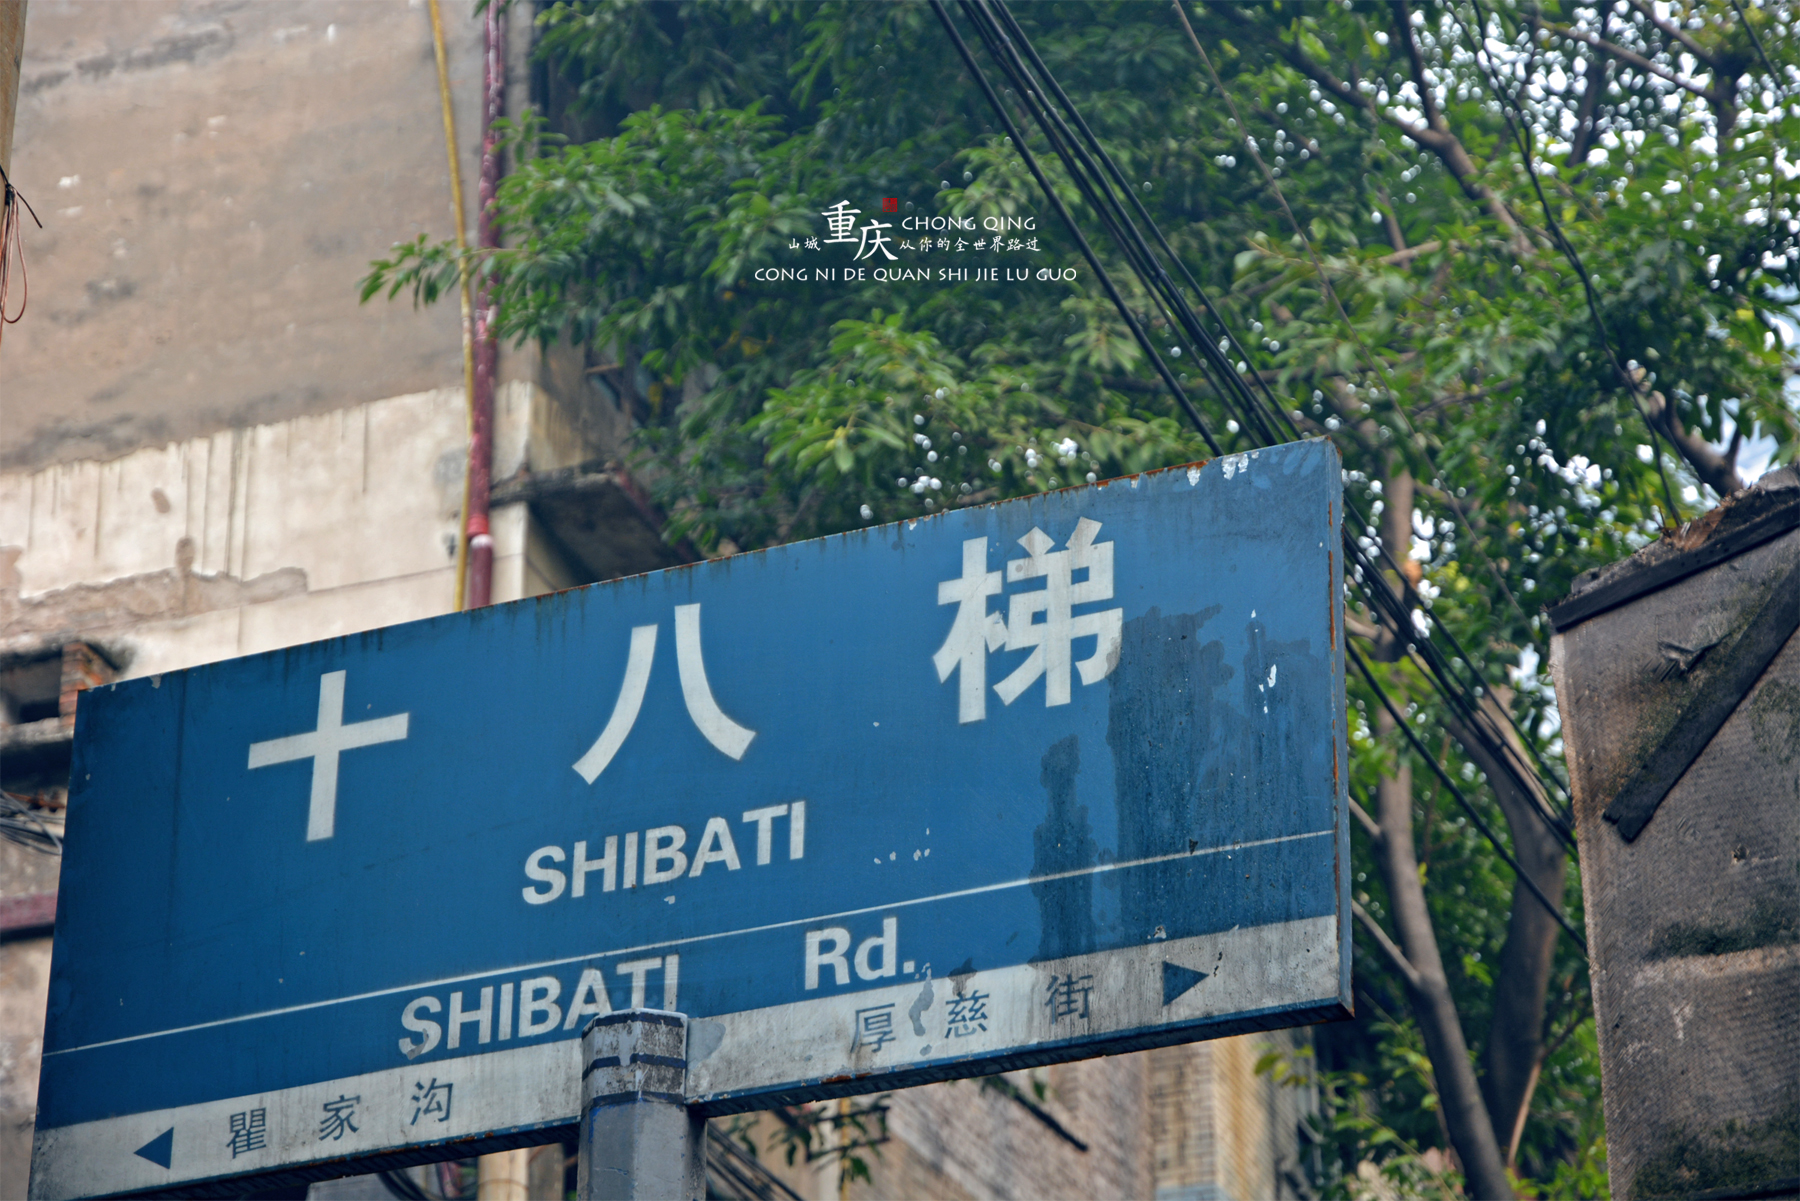 重庆 CHONG QING
山城 从你的全世界路过
CONG NI DE QUAN SHI JIE LU GUO
十八梯
SHIBATI
SHIBATI Rd.
瞿家沟 厚慈街